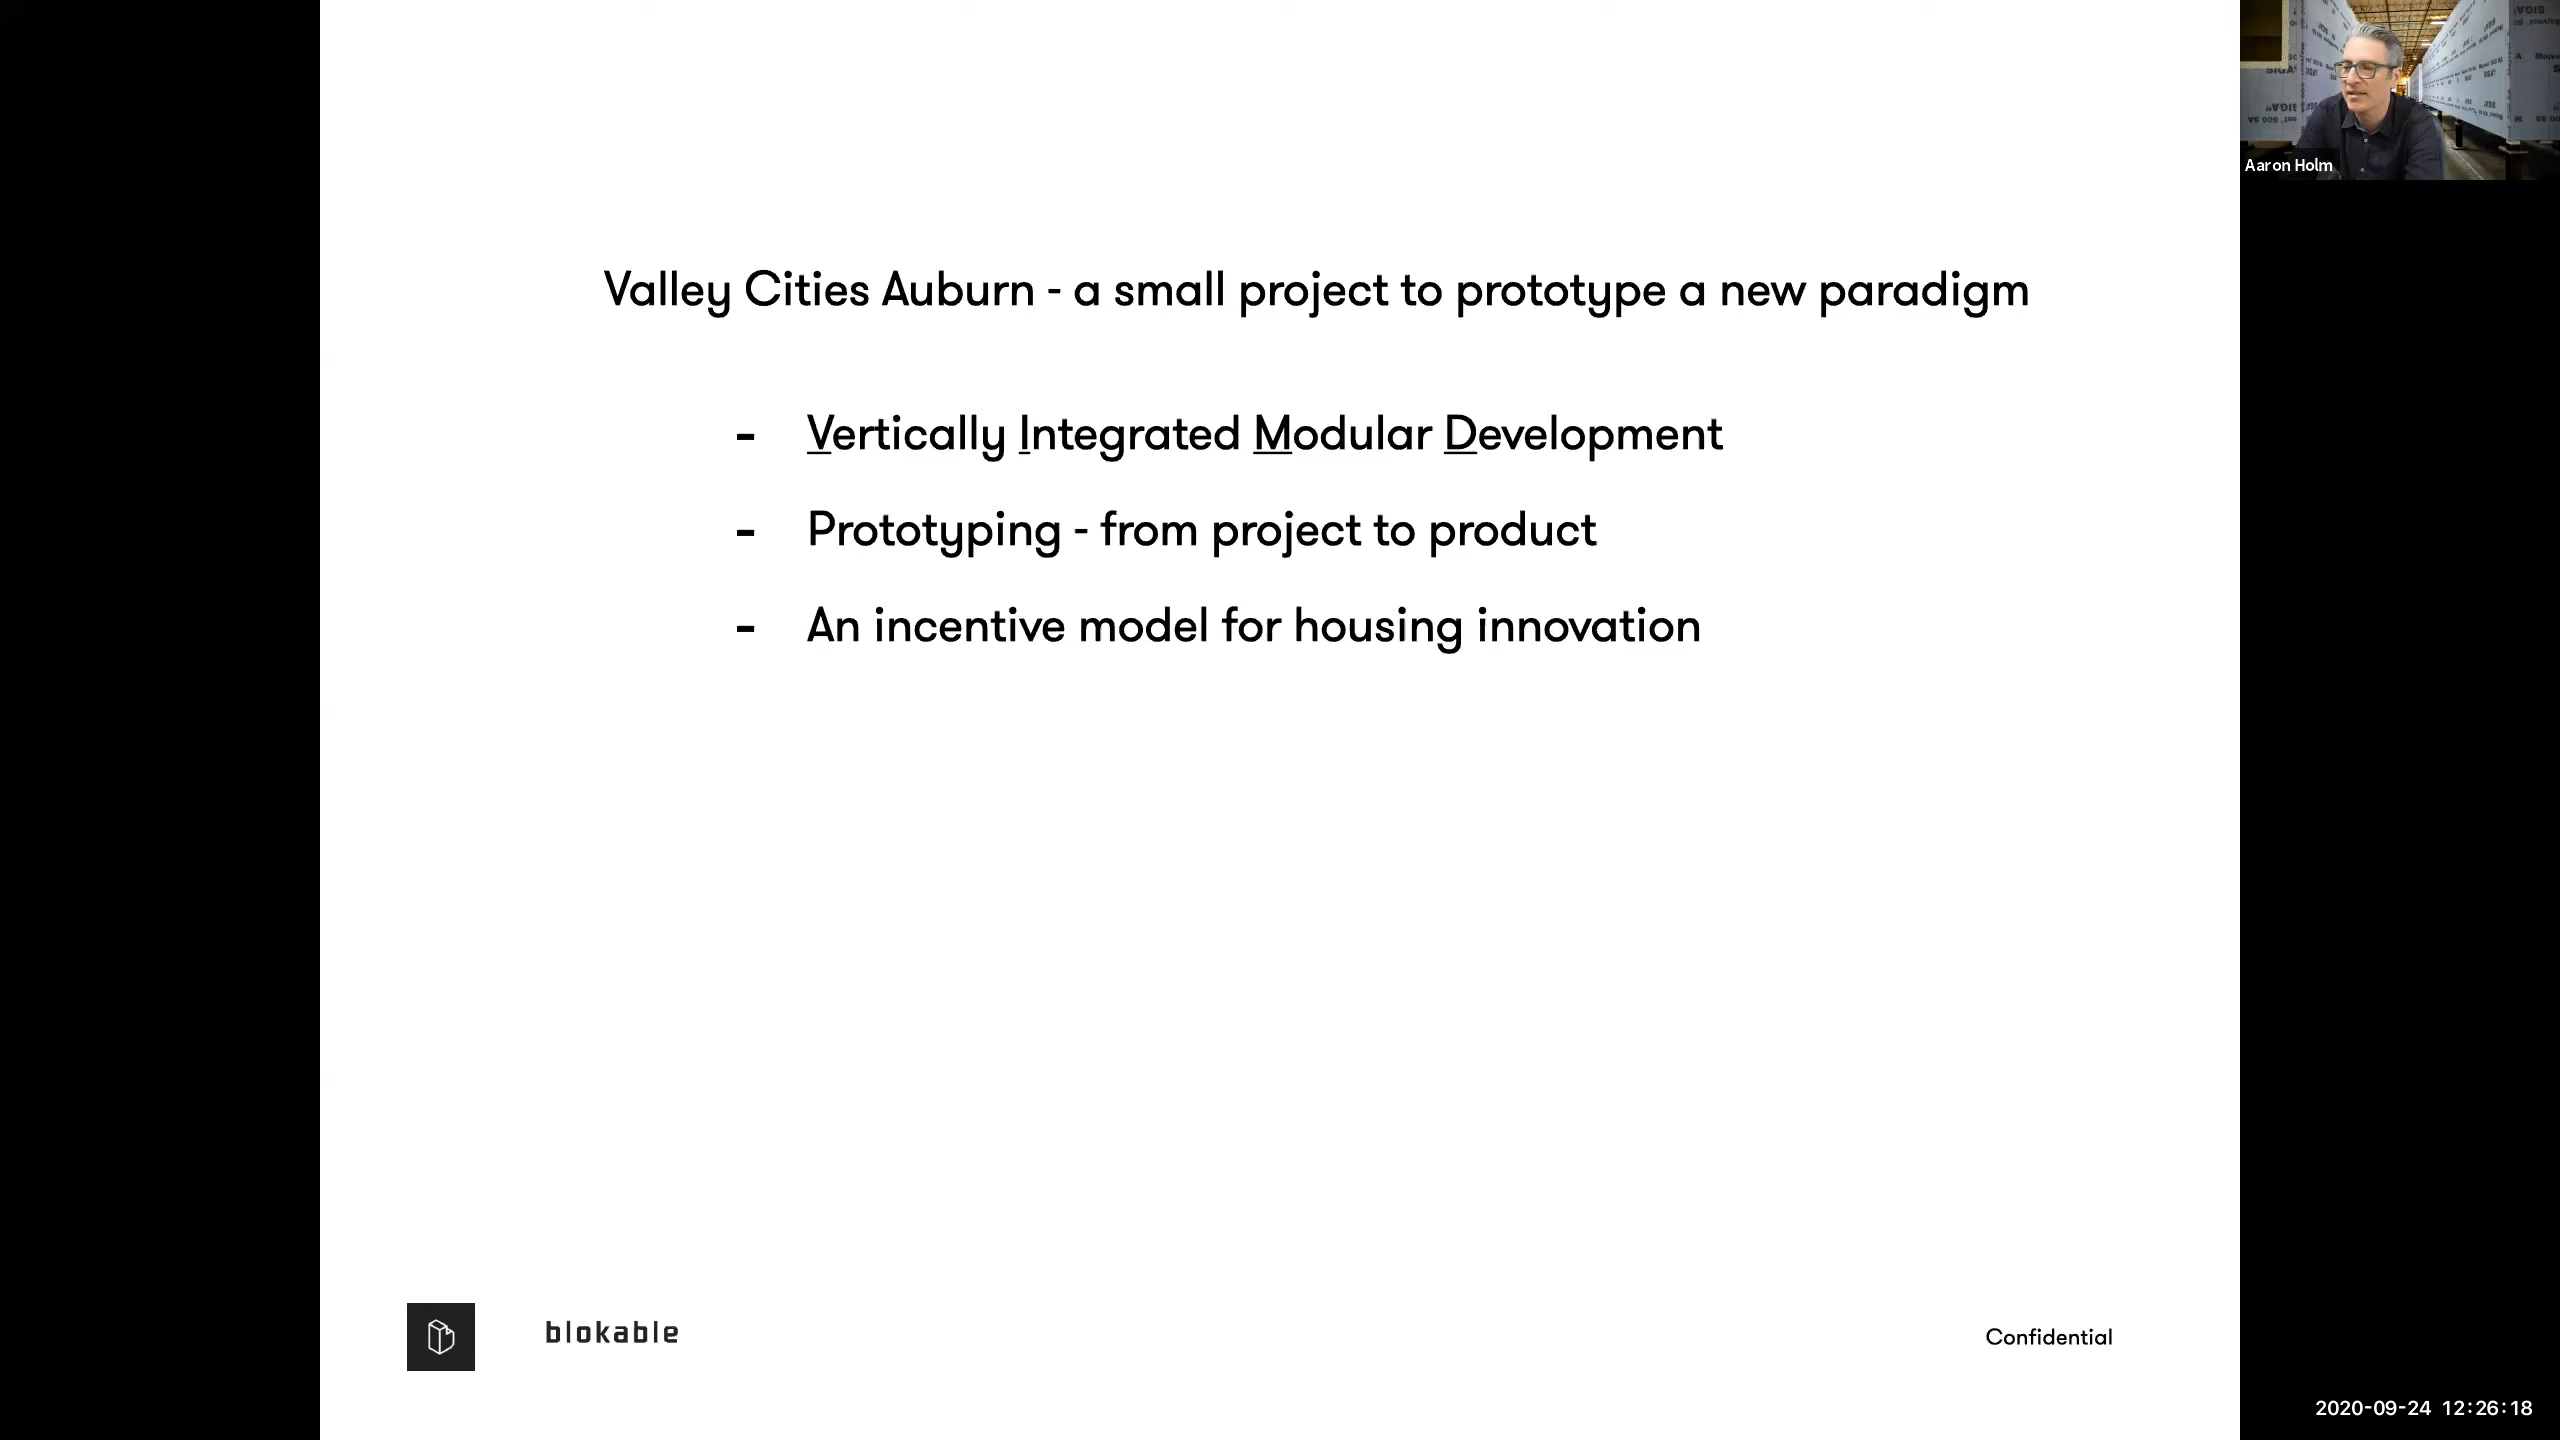 Valley Cities Auburn - a small project to prototype a new paradigm
- Vertically Integrated Modular Development
- Prototyping - from project to product
- An incentive model for housing innovation
blokable
Confidential
Aaron Holm
2020-09-24 12:26:18